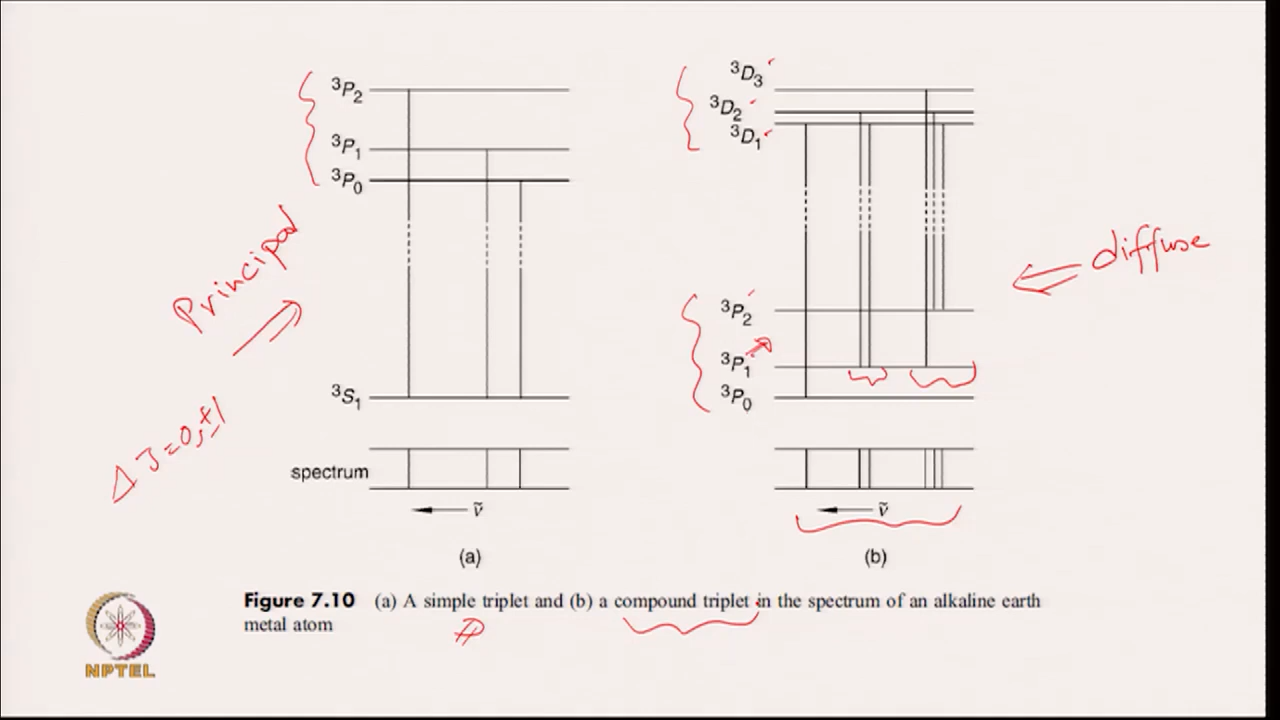 ³P₂
³P₁
³P₀
Principal
ΔJ=0,±1
³S₁
spectrum
ν̃
(a)
³D₃
³D₂
³D₁
diffuse
³P₂
³P₁
³P₀
ν̃
(b)
Figure 7.10 (a) A simple triplet and (b) a compound triplet in the spectrum of an alkaline earth
metal atom
NPTEL